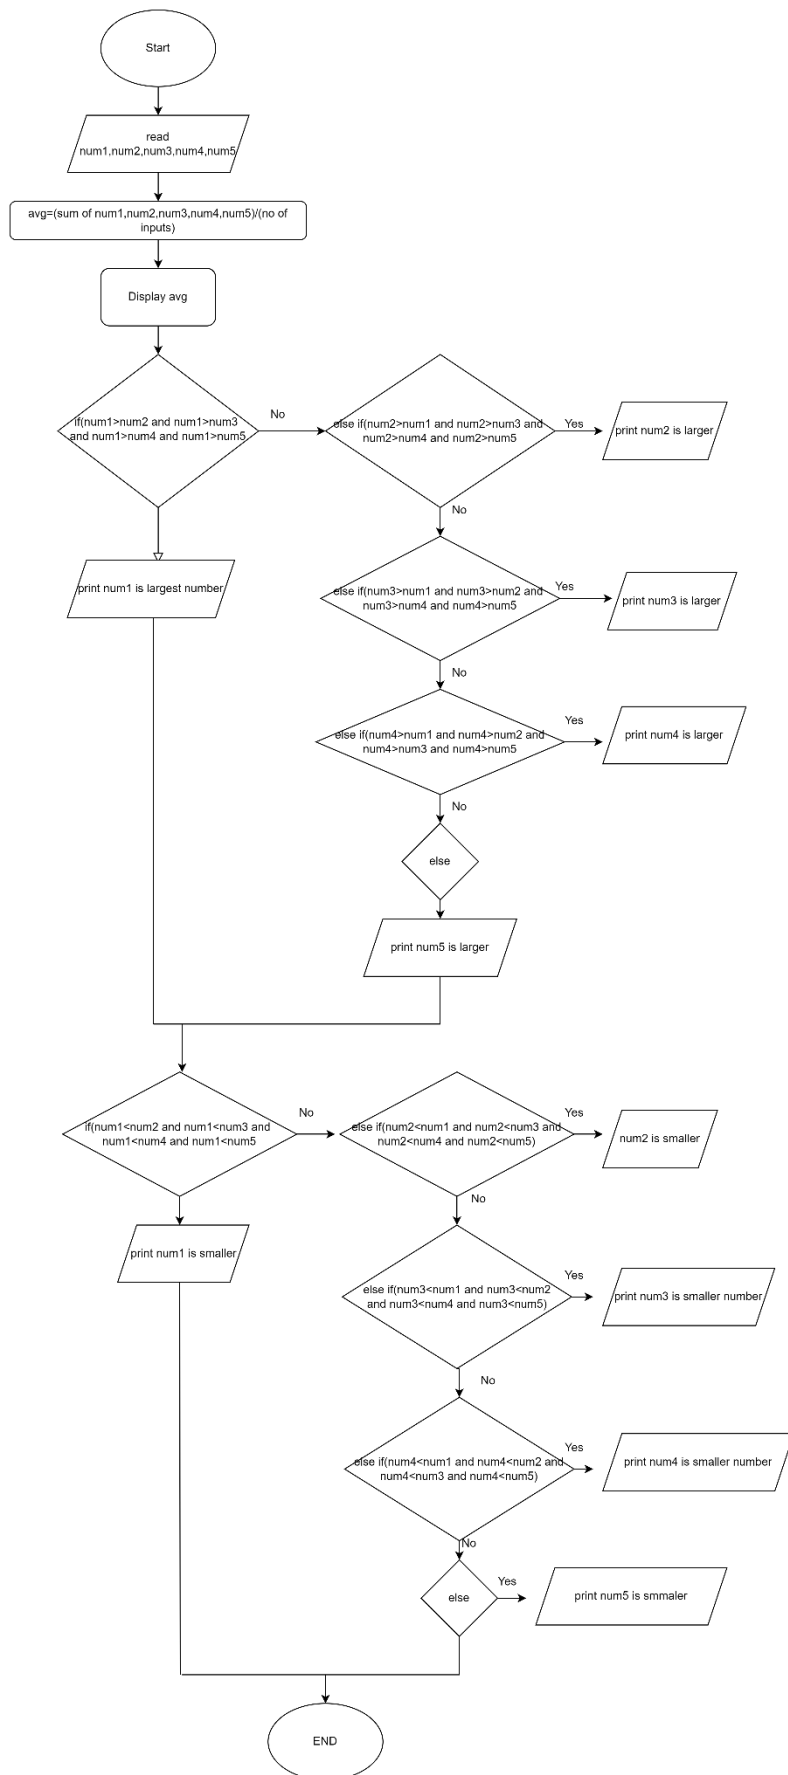 Start
read
num1,num2,num3,num4,num5
avg=(sum of num1,num2,num3,num4,num5)/(no of
inputs)
Display avg
if(num1>num2 and num1>num3
and num1>num4 and num1>num5
No
else if(num2>num1 and num2>num3 and
num2>num4 and num2>num5
Yes
print num2 is larger
No
print num1 is largest number
else if(num3>num1 and num3>num2 and
num3>num4 and num4>num5
Yes
print num3 is larger
No
else if(num4>num1 and num4>num2 and
num4>num3 and num4>num5
Yes
print num4 is larger
No
else
print num5 is larger
if(num1<num2 and num1<num3 and
num1<num4 and num1<num5
No
else if(num2<num1 and num2<num3 and
num2<num4 and num2<num5)
Yes
num2 is smaller
No
print num1 is smaller
else if(num3<num1 and num3<num2
and num3<num4 and num3<num5)
Yes
print num3 is smaller number
No
else if(num4<num1 and num4<num2 and
num4<num3 and num4<num5)
Yes
print num4 is smaller number
No
else
Yes
print num5 is smmaler
END